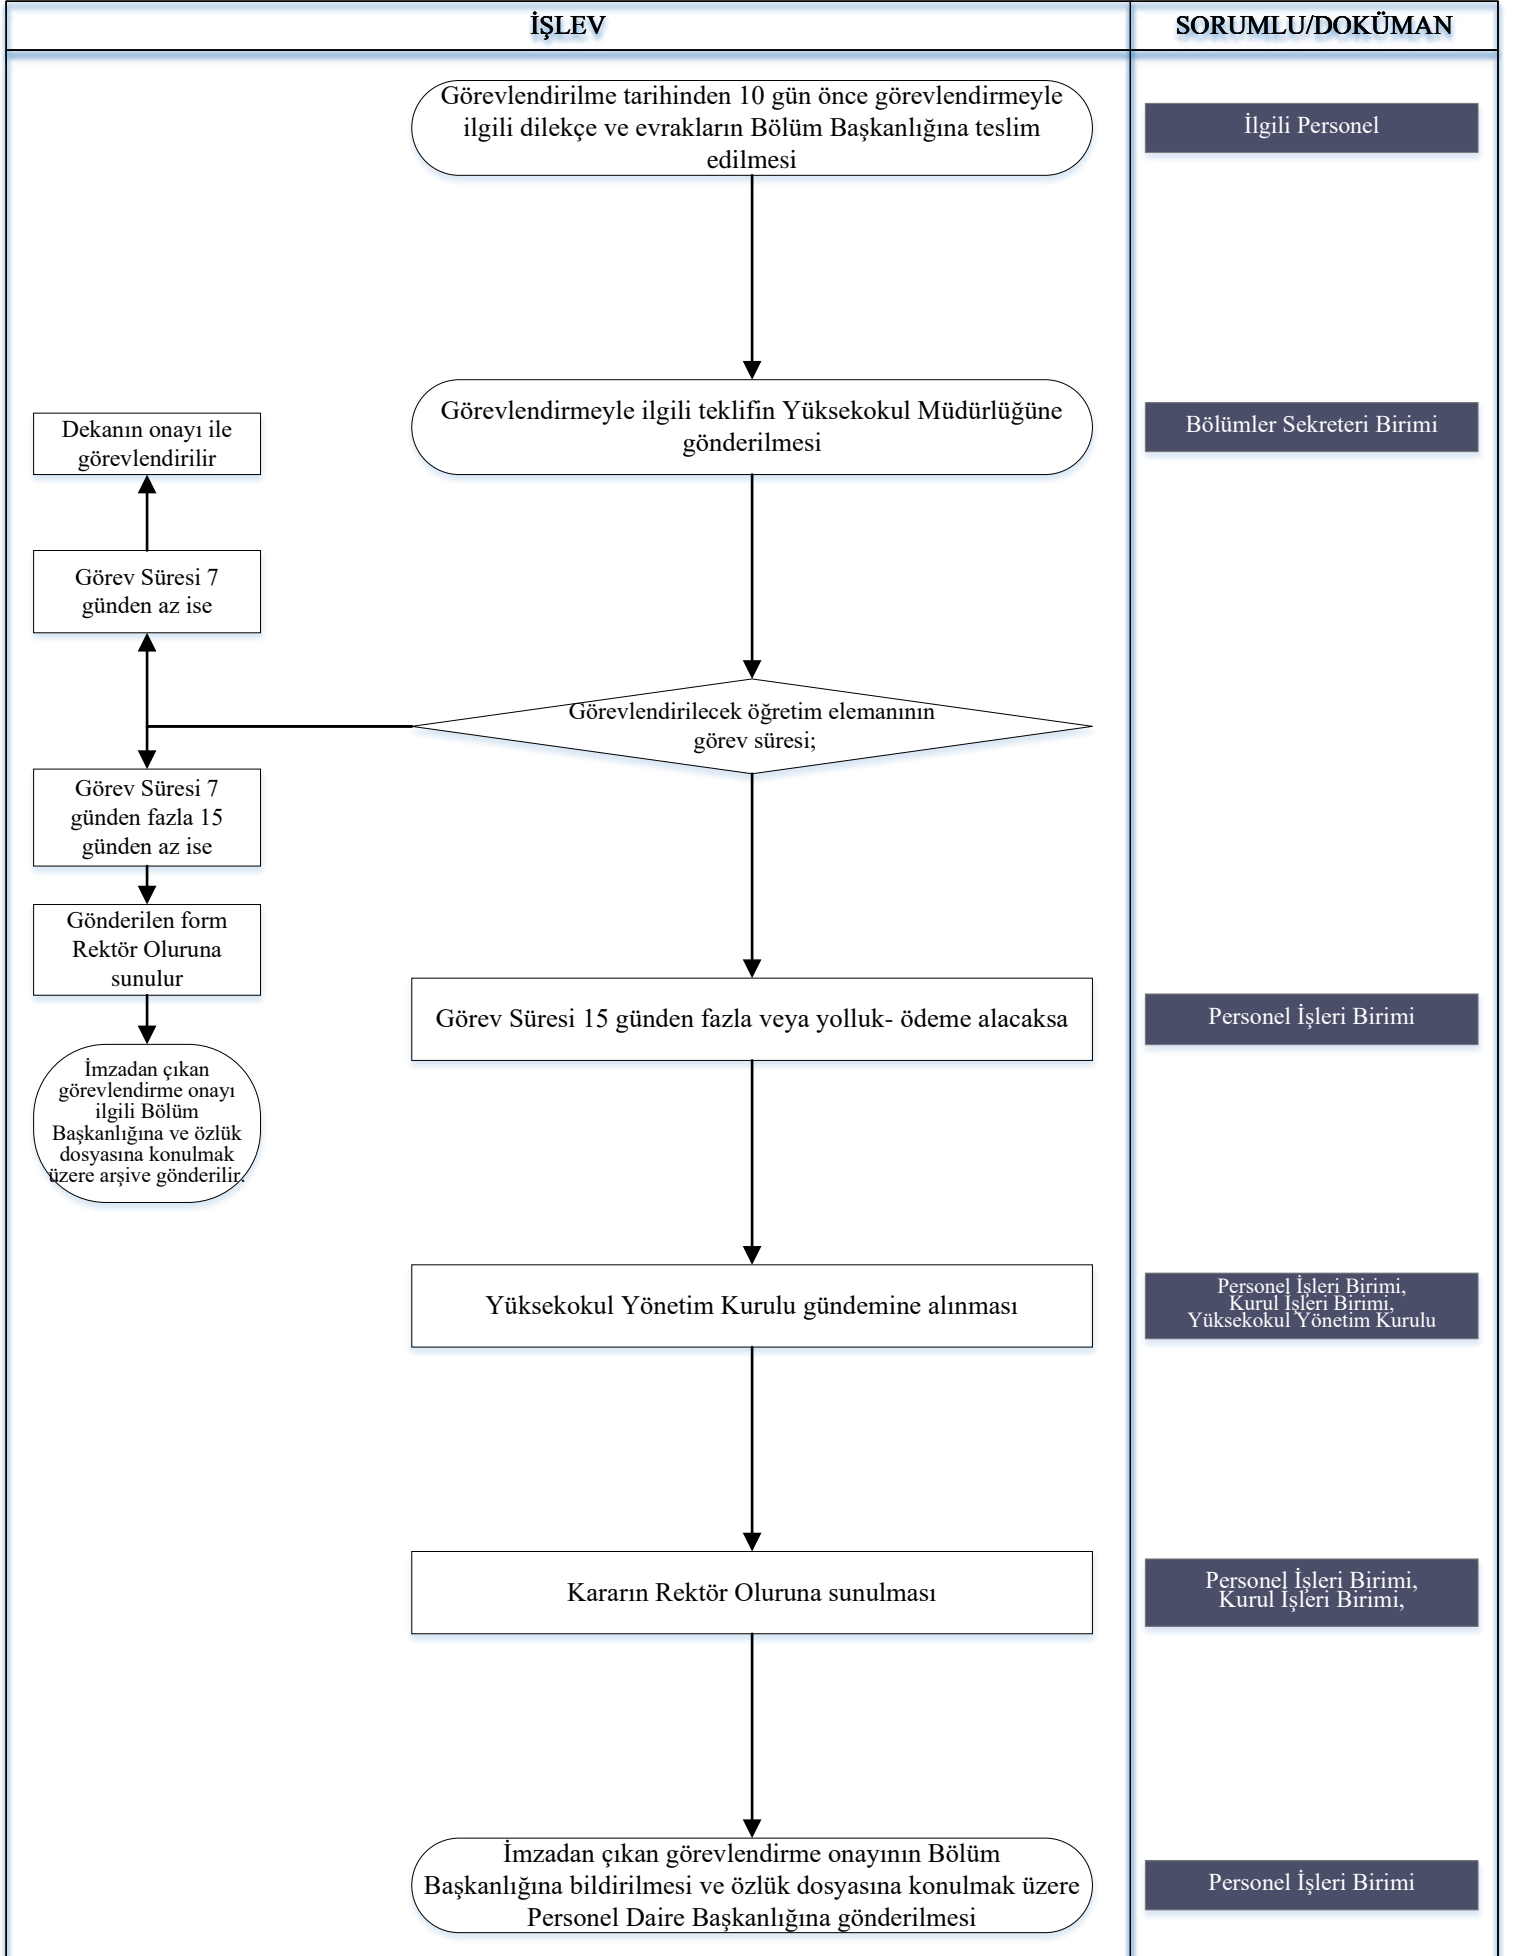 İŞLEV
SORUMLU/DOKÜMAN
Görevlendirilme tarihinden 10 gün önce görevlendirmeyle
ilgili dilekçe ve evrakların Bölüm Başkanlığına teslim
edilmesi
İlgili Personel
Görevlendirmeyle ilgili teklifin Yüksekokul Müdürlüğüne
gönderilmesi
Bölümler Sekreteri Birimi
Dekanın onayı ile
görevlendirilir
Görev Süresi 7
günden az ise
Görevlendirilecek öğretim elemanının
görev süresi;
Görev Süresi 7
günden fazla 15
günden az ise
Gönderilen form
Rektör Oluruna
sunulur
İmzadan çıkan
görevlendirme onayı
ilgili Bölüm
Başkanlığına ve özlük
dosyasına konulmak
üzere arşive gönderilir.
Görev Süresi 15 günden fazla veya yolluk- ödeme alacaksa
Personel İşleri Birimi
Yüksekokul Yönetim Kurulu gündemine alınması
Personel İşleri Birimi,
Kurul İşleri Birimi,
Yüksekokul Yönetim Kurulu
Kararın Rektör Oluruna sunulması
Personel İşleri Birimi,
Kurul İşleri Birimi,
İmzadan çıkan görevlendirme onayının Bölüm
Başkanlığına bildirilmesi ve özlük dosyasına konulmak üzere
Personel Daire Başkanlığına gönderilmesi
Personel İşleri Birimi